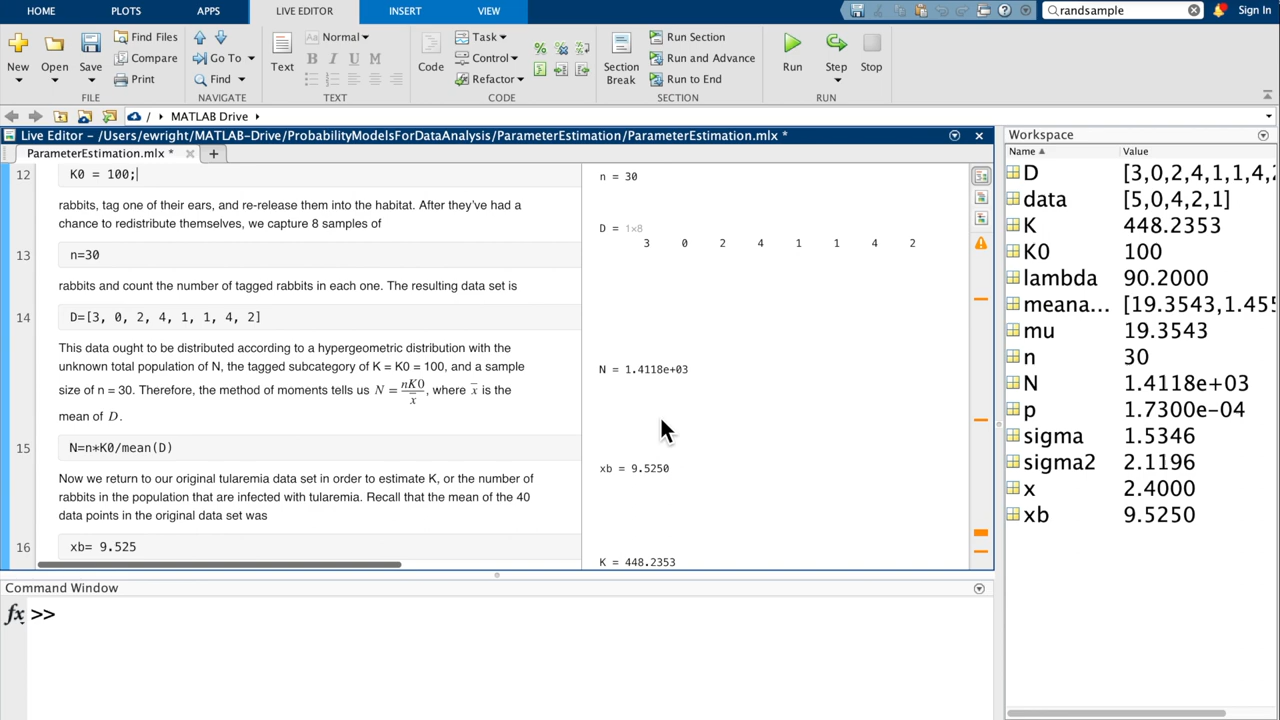 HOME PLOTS APPS LIVE EDITOR INSERT VIEW randsample Sign In
New Open Save Find Files Compare Print
FILE
Go To Find
NAVIGATE
Text Aa Normal
B I U M
TEXT
Code Task Control Refactor
CODE
Section Break Run Section Run and Advance Run to End
SECTION
Run Step Stop
RUN
/ MATLAB Drive
Live Editor - /Users/ewright/MATLAB-Drive/ProbabilityModelsForDataAnalysis/ParameterEstimation/ParameterEstimation.mlx *
ParameterEstimation.mlx *
12 K0 = 100;
rabbits, tag one of their ears, and re-release them into the habitat. After they've had a
chance to redistribute themselves, we capture 8 samples of
13 n=30
rabbits and count the number of tagged rabbits in each one. The resulting data set is
14 D=[3, 0, 2, 4, 1, 1, 4, 2]
This data ought to be distributed according to a hypergeometric distribution with the
unknown total population of N, the tagged subcategory of K = K0 = 100, and a sample
size of n = 30. Therefore, the method of moments tells us N = nK0/x̄, where x̄ is the
mean of D.
15 N=n*K0/mean(D)
Now we return to our original tularemia data set in order to estimate K, or the number of
rabbits in the population that are infected with tularemia. Recall that the mean of the 40
data points in the original data set was
16 xb= 9.525
n = 30
D = 1×8
3 0 2 4 1 1 4 2
N = 1.4118e+03
xb = 9.5250
K = 448.2353
Workspace
Name Value
D [3,0,2,4,1,1,4,2
data [5,0,4,2,1]
K 448.2353
K0 100
lambda 90.2000
meana... [19.3543,1.455
mu 19.3543
n 30
N 1.4118e+03
p 1.7300e-04
sigma 1.5346
sigma2 2.1196
x 2.4000
xb 9.5250
Command Window
fx >>